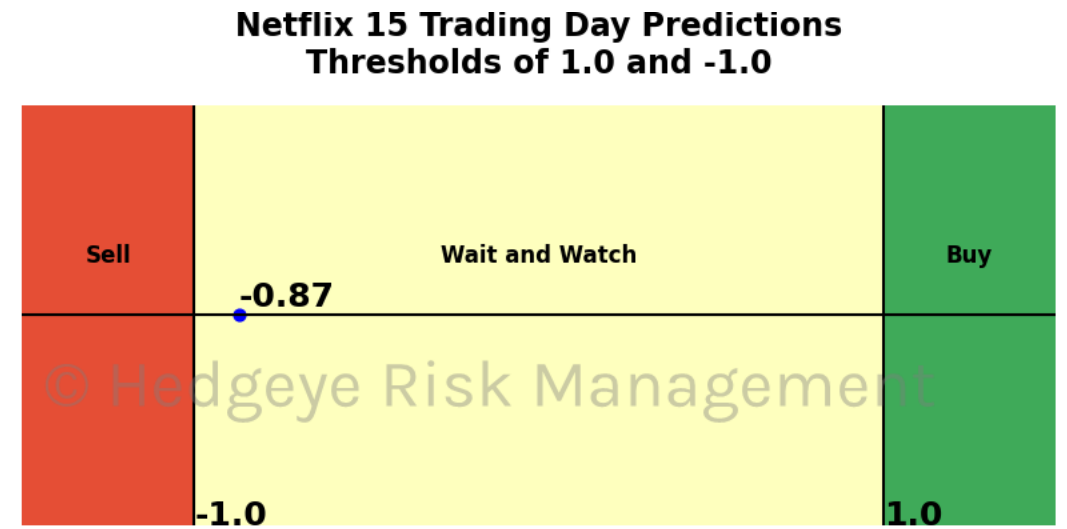 Netflix 15 Trading Day Predictions
Thresholds of 1.0 and -1.0
Sell
Wait and Watch
Buy
-0.87
© Hedgeye Risk Management
-1.0
1.0